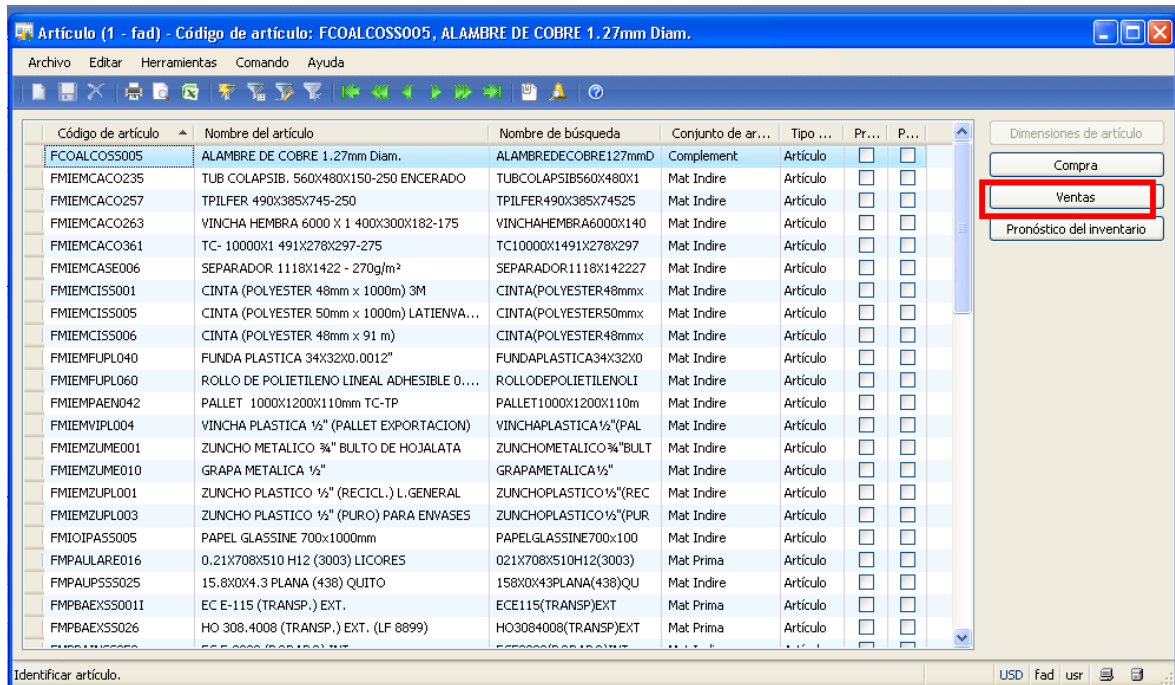 Artículo (1 - fad) - Código de artículo: FCOALCOSS005, ALAMBRE DE COBRE 1.27mm Diam.
Archivo Editar Herramientas Comando Ayuda
Código de artículo Nombre del artículo Nombre de búsqueda Conjunto de ar... Tipo ... Pr... P...
FCOALCOSS005 ALAMBRE DE COBRE 1.27mm Diam. ALAMBREDECOBRE127mmD Complement Artículo
FMIEMCACO235 TUB COLAPSIB. 560X480X150-250 ENCERADO TUBCOLAPSIB560X480X1 Mat Indire Artículo
FMIEMCACO257 TPILFER 490X385X745-250 TPILFER490X385X74525 Mat Indire Artículo
FMIEMCACO263 VINCHA HEMBRA 6000 X 1 400X300X182-175 VINCHAHEMBRA6000X140 Mat Indire Artículo
FMIEMCACO361 TC- 10000X1 491X278X297-275 TC10000X1491X278X297 Mat Indire Artículo
FMIEMCASE006 SEPARADOR 1118X1422 - 270g/m² SEPARADOR1118X142227 Mat Indire Artículo
FMIEMCISS001 CINTA (POLYESTER 48mm x 1000m) 3M CINTA(POLYESTER48mmx Mat Indire Artículo
FMIEMCISS005 CINTA (POLYESTER 50mm x 1000m) LATIENVA... CINTA(POLYESTER50mmx Mat Indire Artículo
FMIEMCISS006 CINTA (POLYESTER 48mm x 91 m) CINTA(POLYESTER48mmx Mat Indire Artículo
FMIEMFUPL040 FUNDA PLASTICA 34X32X0.0012" FUNDAPLASTICA34X32X0 Mat Indire Artículo
FMIEMFUPL060 ROLLO DE POLIETILENO LINEAL ADHESIBLE 0.... ROLLODEPOLIETILENOLI Mat Indire Artículo
FMIEMPAEN042 PALLET 1000X1200X110mm TC-TP PALLET1000X1200X110m Mat Indire Artículo
FMIEMVIPL004 VINCHA PLASTICA ½" (PALLET EXPORTACION) VINCHAPLASTICA½"(PAL Mat Indire Artículo
FMIEMZUME001 ZUNCHO METALICO ¾" BULTO DE HOJALATA ZUNCHOMETALICO¾"BULT Mat Indire Artículo
FMIEMZUME010 GRAPA METALICA ½" GRAPAMETALICA½" Mat Indire Artículo
FMIEMZUPL001 ZUNCHO PLASTICO ½" (RECICL.) L.GENERAL ZUNCHOPLASTICO½"(REC Mat Indire Artículo
FMIEMZUPL003 ZUNCHO PLASTICO ½" (PURO) PARA ENVASES ZUNCHOPLASTICO½"(PUR Mat Indire Artículo
FMIOIPASS005 PAPEL GLASSINE 700x1000mm PAPELGLASSINE700x100 Mat Indire Artículo
FMPAULARE016 0.21X708X510 H12 (3003) LICORES 021X708X510H12(3003) Mat Prima Artículo
FMPAUPSSS025 15.8X0X4.3 PLANA (438) QUITO 158X0X43PLANA(438)QU Mat Indire Artículo
FMPBAEXSS001I EC E-115 (TRANSP.) EXT. ECE115(TRANSP)EXT Mat Prima Artículo
FMPBAEXSS026 HO 308.4008 (TRANSP.) EXT. (LF 8899) HO3084008(TRANSP)EXT Mat Prima Artículo
Dimensiones de artículo
Compra
Ventas
Pronóstico del inventario
Identificar artículo. USD fad usr